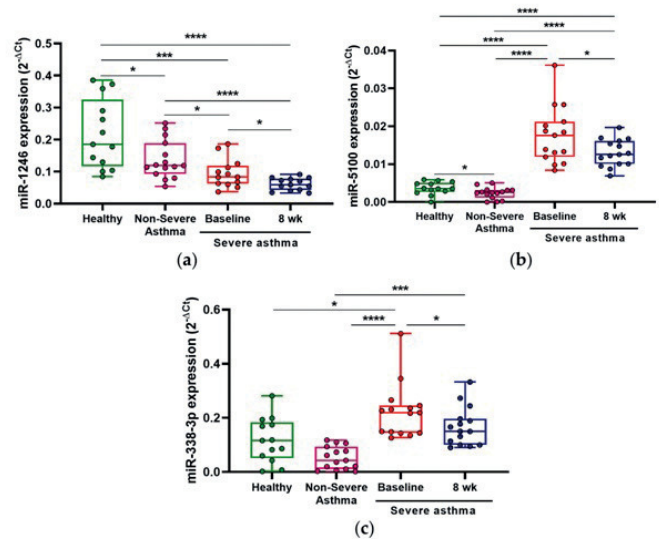 miR-1246 expression (2^-ΔCt)
0.5
0.4
0.3
0.2
0.1
0.0
****
***
*
****
*
*
Healthy
Non-Severe
Asthma
Baseline
8 wk
Severe asthma
(a)
miR-5100 expression (2^-ΔCt)
0.04
0.03
0.02
0.01
0.00
****
****
****
****
*
*
Healthy
Non-Severe
Asthma
Baseline
8 wk
Severe asthma
(b)
miR-338-3p expression (2^-ΔCt)
0.6
0.4
0.2
0.0
***
*
****
*
Healthy
Non-Severe
Asthma
Baseline
8 wk
Severe asthma
(c)